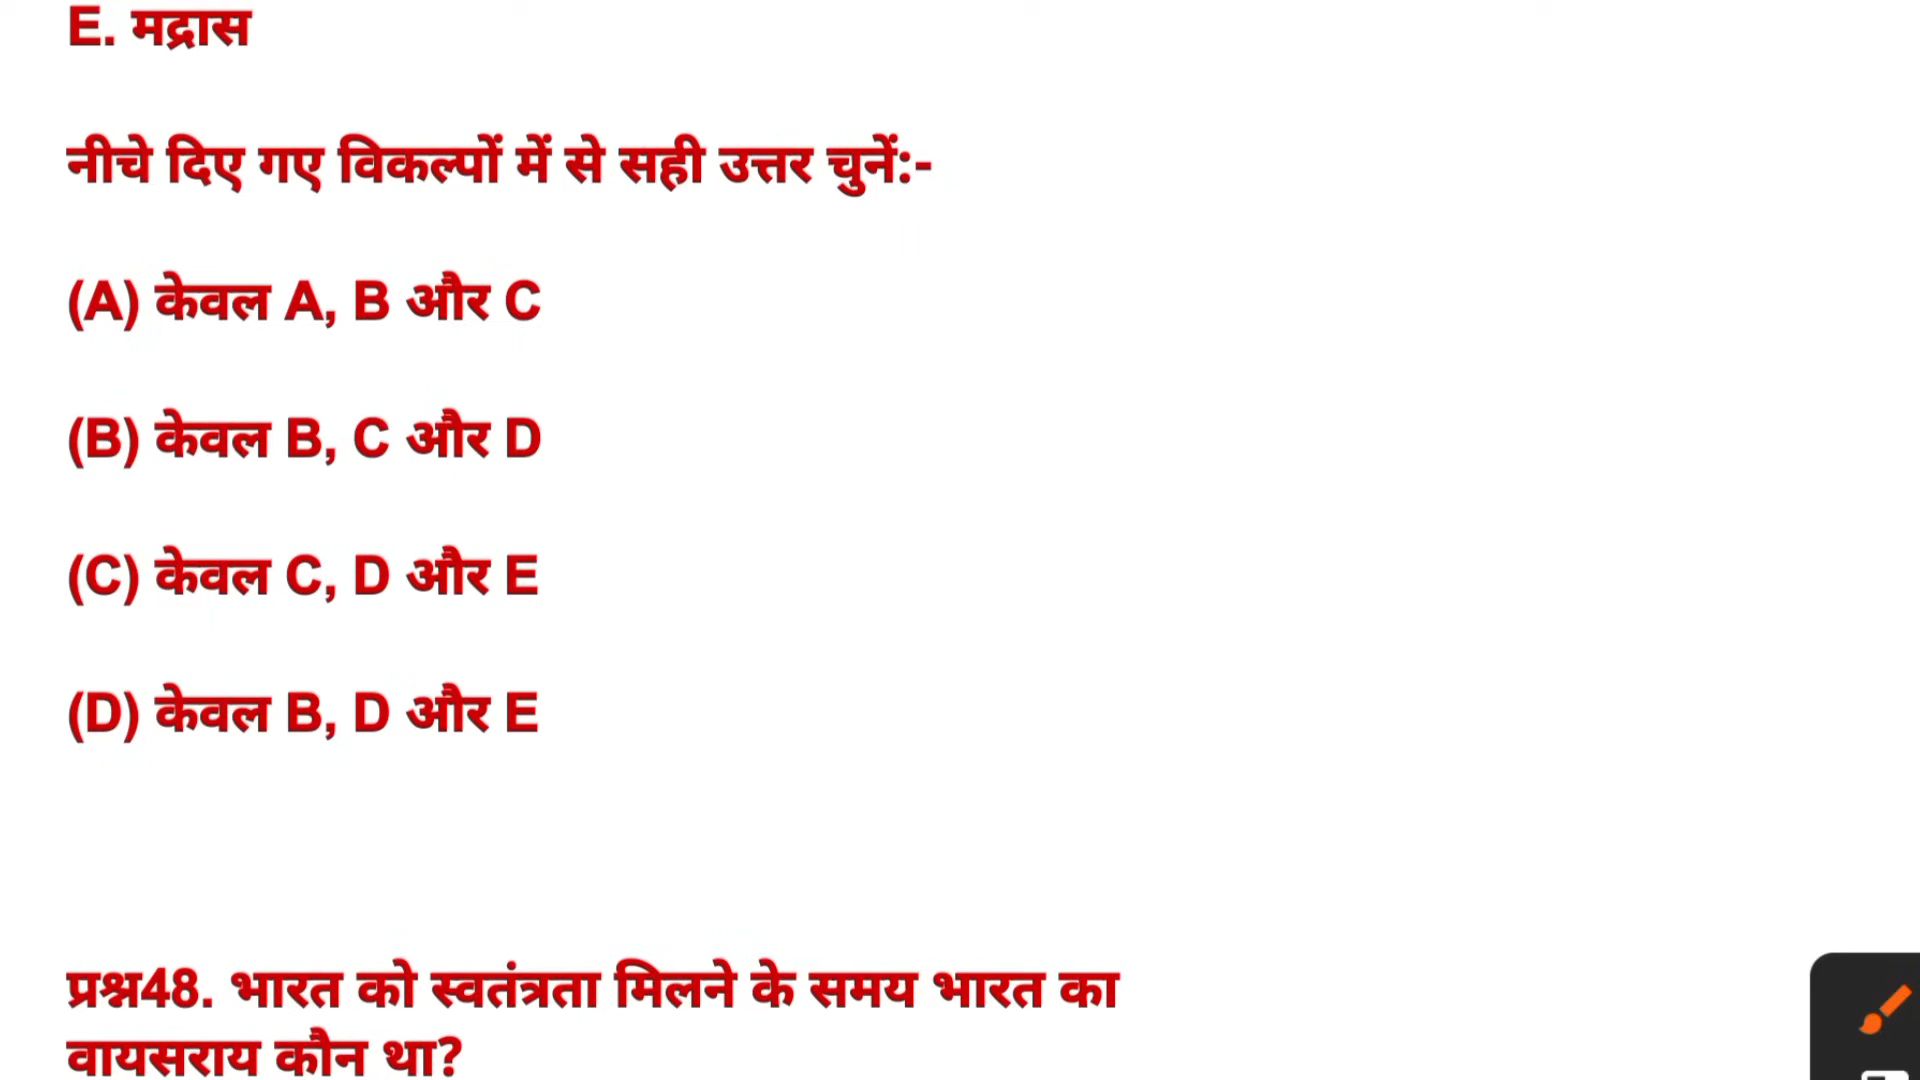 E. मद्रास
नीचे दिए गए विकल्पों में से सही उत्तर चुनें:-
(A) केवल A, B और C
(B) केवल B, C और D
(C) केवल C, D और E
(D) केवल B, D और E
प्रश्न48. भारत को स्वतंत्रता मिलने के समय भारत का
वायसराय कौन था?